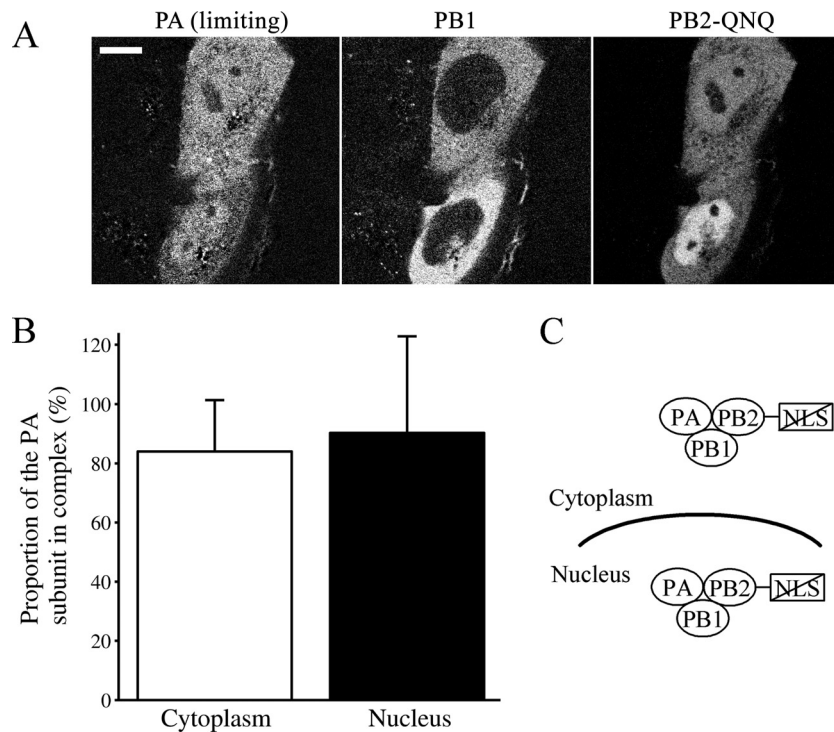 A
PA (limiting)
PB1
PB2-QNQ
B
Proportion of the PA
subunit in complex (%)
120
100
80
60
40
20
0
Cytoplasm
Nucleus
C
PA
PB2
NLS
PB1
Cytoplasm
Nucleus
PA
PB2
NLS
PB1